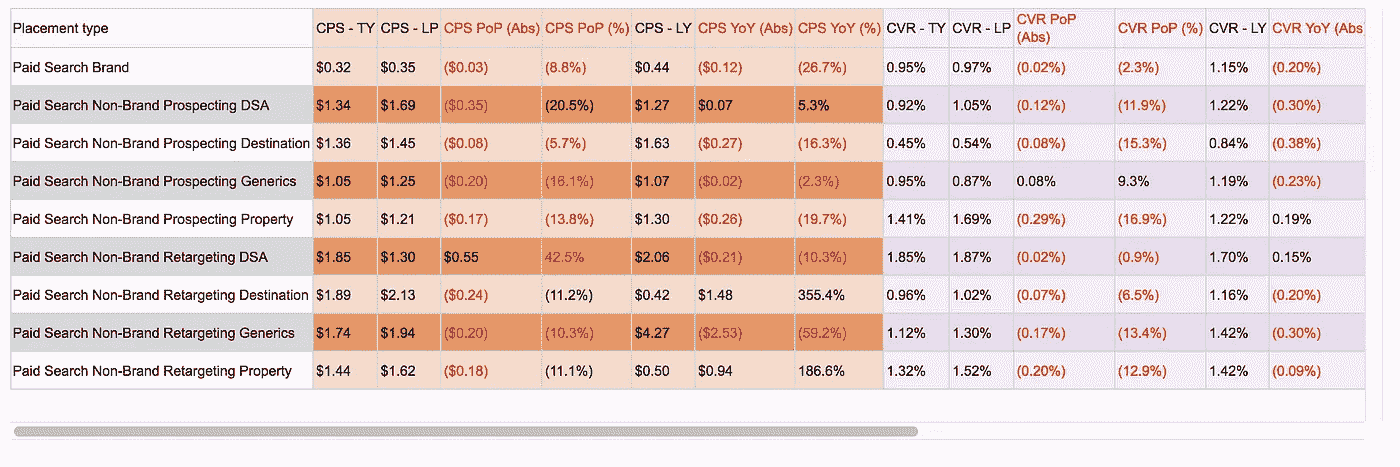 Placement type CPS - TY CPS - LP CPS PoP (Abs) CPS PoP (%) CPS - LY CPS YoY (Abs) CPS YoY (%) CVR - TY CVR - LP CVR PoP (Abs) CVR PoP (%) CVR - LY CVR YoY (Abs
Paid Search Brand $0.32 $0.35 ($0.03) (8.8%) $0.44 ($0.12) (26.7%) 0.95% 0.97% (0.02%) (2.3%) 1.15% (0.20%)
Paid Search Non-Brand Prospecting DSA $1.34 $1.69 ($0.35) (20.5%) $1.27 $0.07 5.3% 0.92% 1.05% (0.12%) (11.9%) 1.22% (0.30%)
Paid Search Non-Brand Prospecting Destination $1.36 $1.45 ($0.08) (5.7%) $1.63 ($0.27) (16.3%) 0.45% 0.54% (0.08%) (15.3%) 0.84% (0.38%)
Paid Search Non-Brand Prospecting Generics $1.05 $1.25 ($0.20) (16.1%) $1.07 ($0.02) (2.3%) 0.95% 0.87% 0.08% 9.3% 1.19% (0.23%)
Paid Search Non-Brand Prospecting Property $1.05 $1.21 ($0.17) (13.8%) $1.30 ($0.26) (19.7%) 1.41% 1.69% (0.29%) (16.9%) 1.22% 0.19%
Paid Search Non-Brand Retargeting DSA $1.85 $1.30 $0.55 42.5% $2.06 ($0.21) (10.3%) 1.85% 1.87% (0.02%) (0.9%) 1.70% 0.15%
Paid Search Non-Brand Retargeting Destination $1.89 $2.13 ($0.24) (11.2%) $0.42 $1.48 355.4% 0.96% 1.02% (0.07%) (6.5%) 1.16% (0.20%)
Paid Search Non-Brand Retargeting Generics $1.74 $1.94 ($0.20) (10.3%) $4.27 ($2.53) (59.2%) 1.12% 1.30% (0.17%) (13.4%) 1.42% (0.30%)
Paid Search Non-Brand Retargeting Property $1.44 $1.62 ($0.18) (11.1%) $0.50 $0.94 186.6% 1.32% 1.52% (0.20%) (12.9%) 1.42% (0.09%)